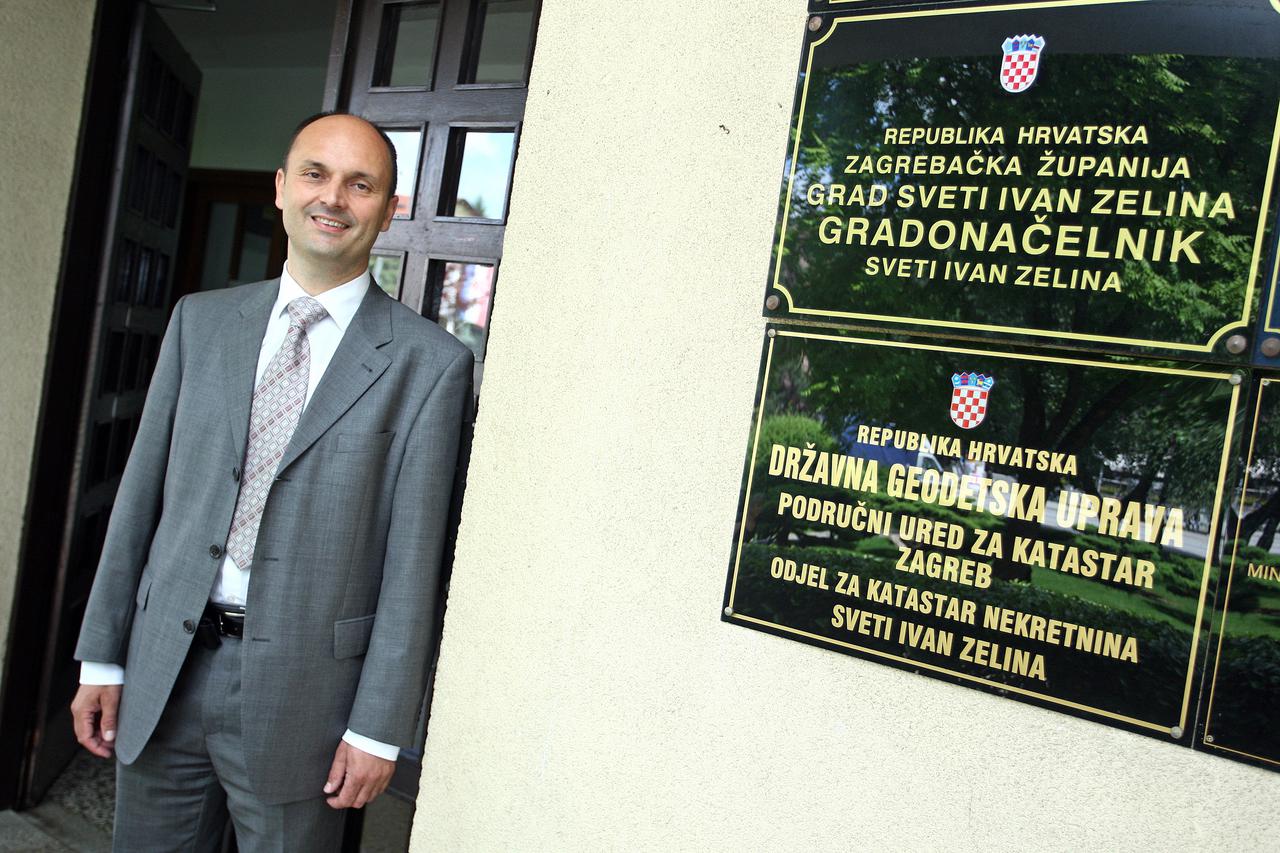 REPUBLIKA HRVATSKA
ZAGREBAČKA ŽUPANIJA
GRAD SVETI IVAN ZELINA
GRADONAČELNIK
SVETI IVAN ZELINA
REPUBLIKA HRVATSKA
DRŽAVNA GEODETSKA UPRAVA
PODRUČNI URED ZA KATASTAR
ZAGREB
ODJEL ZA KATASTAR NEKRETNINA
SVETI IVAN ZELINA